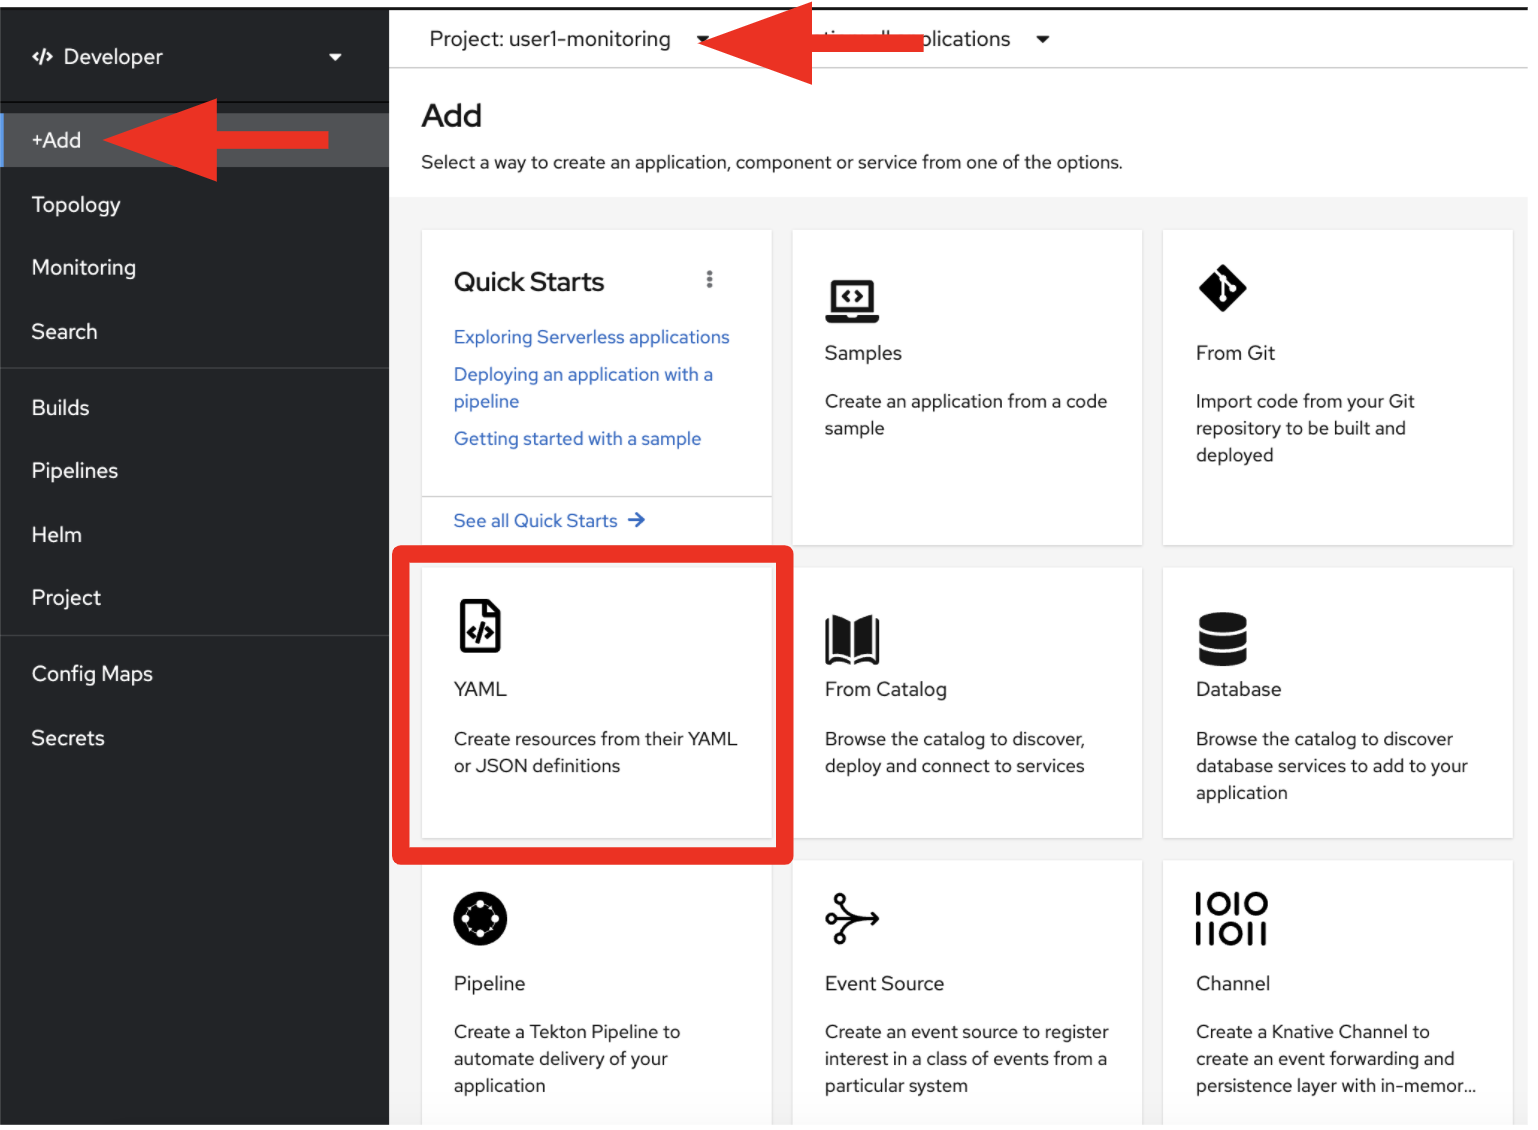 Developer
Project: user1-monitoring
+Add
Topology
Monitoring
Search
Builds
Pipelines
Helm
Project
Config Maps
Secrets
Add
Select a way to create an application, component or service from one of the options.
Quick Starts
Exploring Serverless applications
Deploying an application with a
pipeline
Getting started with a sample
See all Quick Starts
Samples
Create an application from a code
sample
From Git
Import code from your Git
repository to be built and
deployed
YAML
Create resources from their YAML
or JSON definitions
From Catalog
Browse the catalog to discover,
deploy and connect to services
Database
Browse the catalog to discover
database services to add to your
application
Pipeline
Create a Tekton Pipeline to
automate delivery of your
application
Event Source
Create an event source to register
interest in a class of events from a
particular system
1010
11011
Channel
Create a Knative Channel to
create an event forwarding and
persistence layer with in-memor...